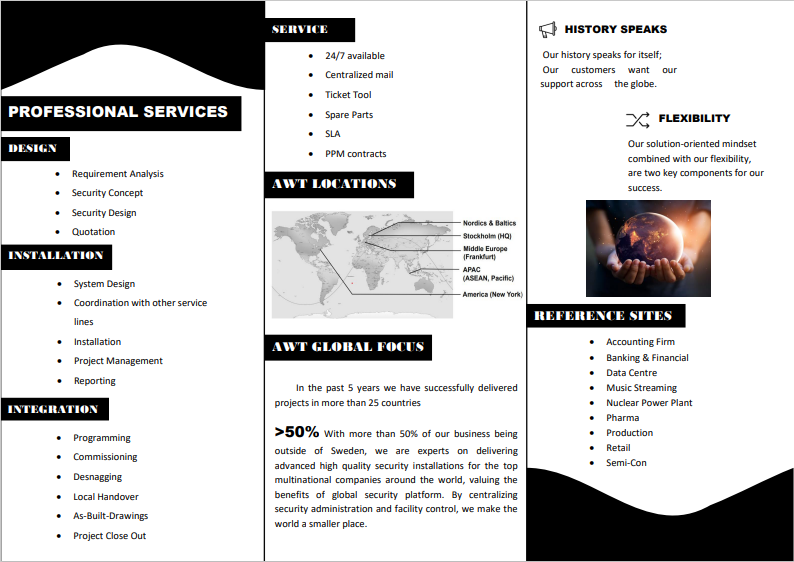 PROFESSIONAL SERVICES
DESIGN
• Requirement Analysis
• Security Concept
• Security Design
• Quotation
INSTALLATION
• System Design
• Coordination with other service
lines
• Installation
• Project Management
• Reporting
INTEGRATION
• Programming
• Commissioning
• Desnagging
• Local Handover
• As-Built-Drawings
• Project Close Out
SERVICE
• 24/7 available
• Centralized mail
• Ticket Tool
• Spare Parts
• SLA
• PPM contracts
AWT LOCATIONS
Nordics & Baltics
Stockholm (HQ)
Middle Europe
(Frankfurt)
APAC
(ASEAN, Pacific)
America (New York)
AWT GLOBAL FOCUS
In the past 5 years we have successfully delivered
projects in more than 25 countries
>50% With more than 50% of our business being
outside of Sweden, we are experts on delivering
advanced high quality security installations for the top
multinational companies around the world, valuing the
benefits of global security platform. By centralizing
security administration and facility control, we make the
world a smaller place.
HISTORY SPEAKS
Our history speaks for itself;
Our customers want our
support across the globe.
FLEXIBILITY
Our solution-oriented mindset
combined with our flexibility,
are two key components for our
success.
REFERENCE SITES
• Accounting Firm
• Banking & Financial
• Data Centre
• Music Streaming
• Nuclear Power Plant
• Pharma
• Production
• Retail
• Semi-Con